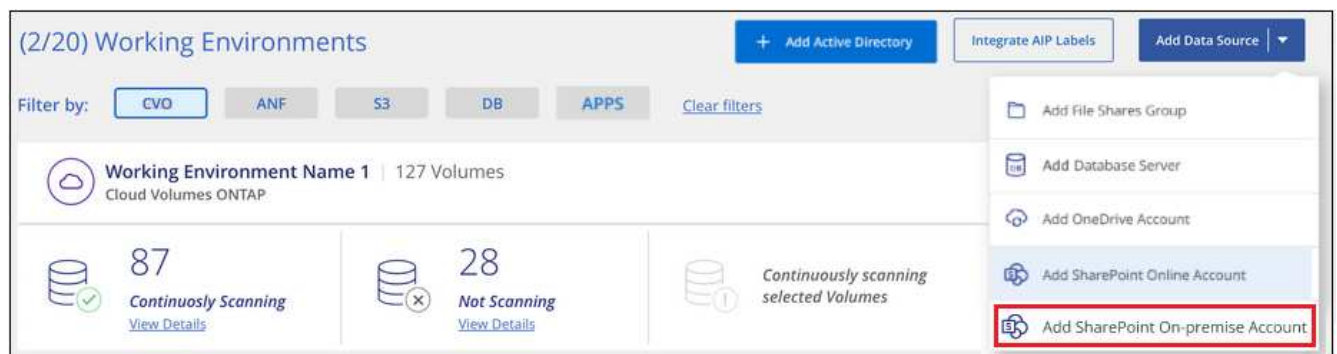 (2/20) Working Environments
+ Add Active Directory
Integrate AIP Labels
Add Data Source
Filter by:
CVO
ANF
S3
DB
APPS
Clear filters
Add File Shares Group
Working Environment Name 1 | 127 Volumes
Cloud Volumes ONTAP
Add Database Server
Add OneDrive Account
87
Continuosly Scanning
View Details
28
Not Scanning
View Details
Continuously scanning
selected Volumes
Add SharePoint Online Account
Add SharePoint On-premise Account